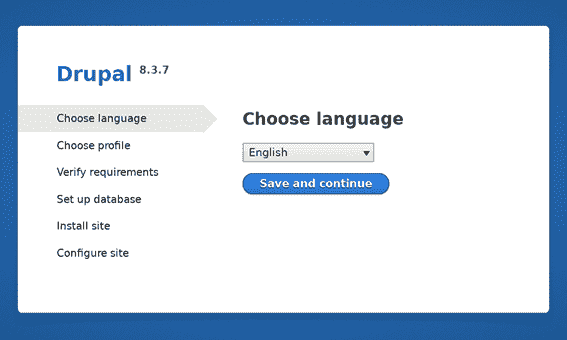 Drupal 8.3.7
Choose language
Choose profile
Verify requirements
Set up database
Install site
Configure site
Choose language
English
Save and continue